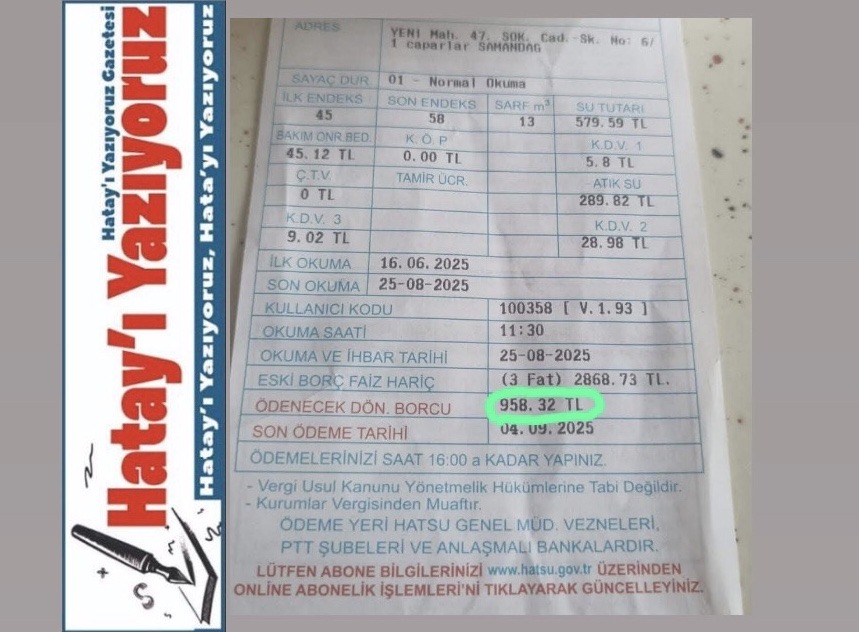 Hatay'ı Yazıyoruz Gazetesi
Hatay'ı Yazıyoruz
Hatay'ı Yazıyoruz, Hata'yı Yazıyoruz
ADRES
YENİ Mah. 47. SOK. Cad.-Sk. No: 6/
1 caparlar SAMANDAG
SAYAÇ DUR. 01 - Normal Okuma
İLK ENDEKS SON ENDEKS SARF m³ SU TUTARI
45 58 13 579.59 TL
BAKIM ONR.BED. K. Ö. P K.D.V. 1
45.12 TL 0.00 TL 5.8 TL
Ç.T.V. TAMİR ÜCR. ATIK SU
0 TL 289.82 TL
K.D.V. 3 K.D.V. 2
9.02 TL 28.98 TL
İLK OKUMA 16.06.2025
SON OKUMA 25-08-2025
KULLANICI KODU 100358 [ V.1.93 ]
OKUMA SAATİ 11:30
OKUMA VE İHBAR TARİHİ 25-08-2025
ESKİ BORÇ FAİZ HARİÇ (3 Fat) 2868.73 TL.
ÖDENECEK DÖN. BORCU 958.32 TL
SON ÖDEME TARİHİ 04.09.2025
ÖDEMELERİNİZİ SAAT 16:00 a KADAR YAPINIZ.
- Vergi Usul Kanunu Yönetmelik Hükümlerine Tabi Değildir.
- Kurumlar Vergisinden Muaftır.
ÖDEME YERİ HATSU GENEL MÜD. VEZNELERİ,
PTT ŞUBELERİ VE ANLAŞMALI BANKALARDIR.
LÜTFEN ABONE BİLGİLERİNİZİ www.hatsu.gov.tr ÜZERİNDEN
ONLINE ABONELİK İŞLEMLERİ'Nİ TIKLAYARAK GÜNCELLEYİNİZ.